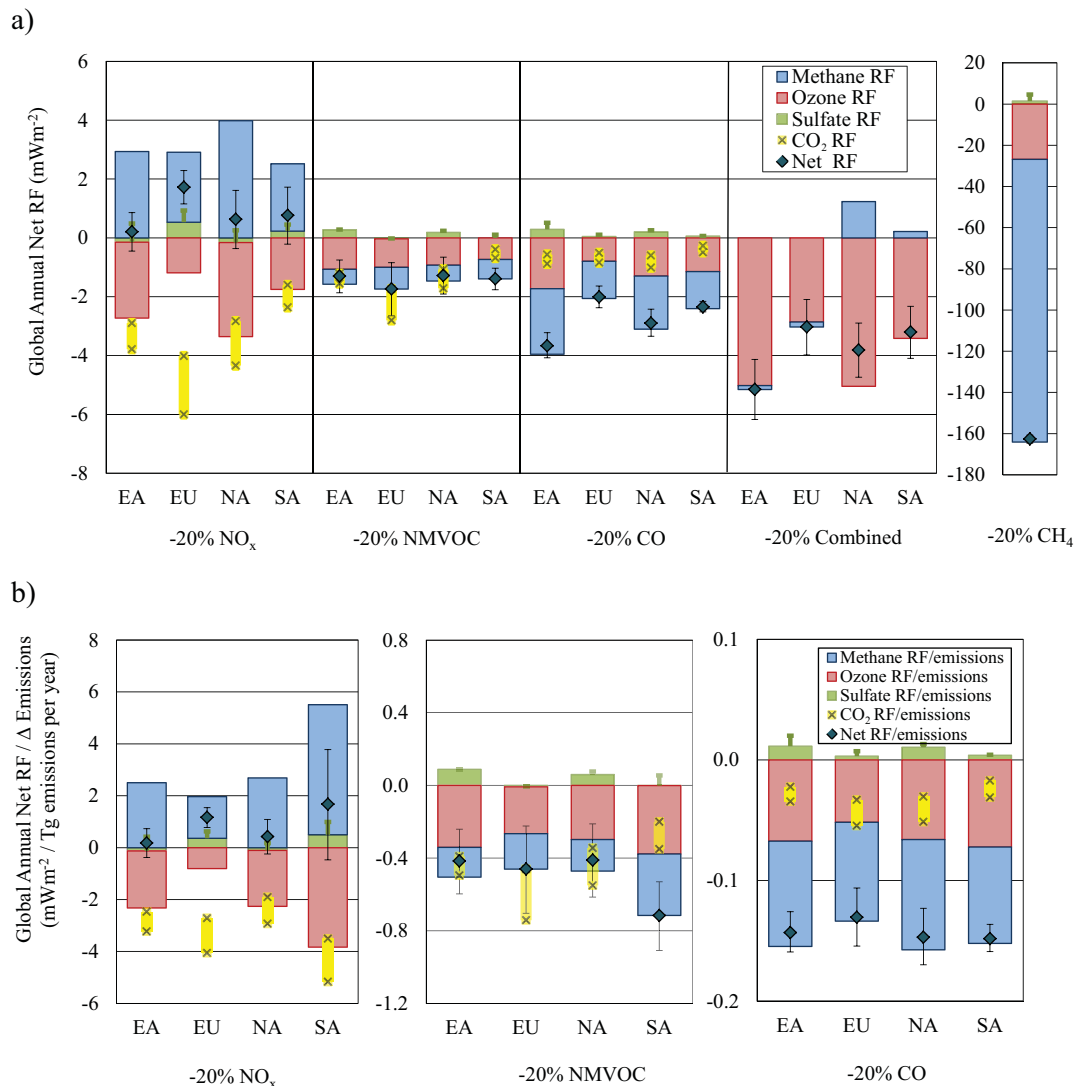 a)
Global Annual Net RF (mWm⁻²)
6
4
2
0
-2
-4
-6
-8
Methane RF
Ozone RF
Sulfate RF
CO₂ RF
Net RF
20
0
-20
-40
-60
-80
-100
-120
-140
-160
-180
EA EU NA SA EA EU NA SA EA EU NA SA EA EU NA SA
-20% NOₓ -20% NMVOC -20% CO -20% Combined -20% CH₄
b)
Global Annual Net RF / Δ Emissions
(mWm⁻² / Tg emissions per year)
8
6
4
2
0
-2
-4
-6
EA EU NA SA
-20% NOₓ
0.8
0.4
0.0
-0.4
-0.8
-1.2
EA EU NA SA
-20% NMVOC
0.1
0.0
-0.1
-0.2
Methane RF/emissions
Ozone RF/emissions
Sulfate RF/emissions
CO₂ RF/emissions
Net RF/emissions
EA EU NA SA
-20% CO